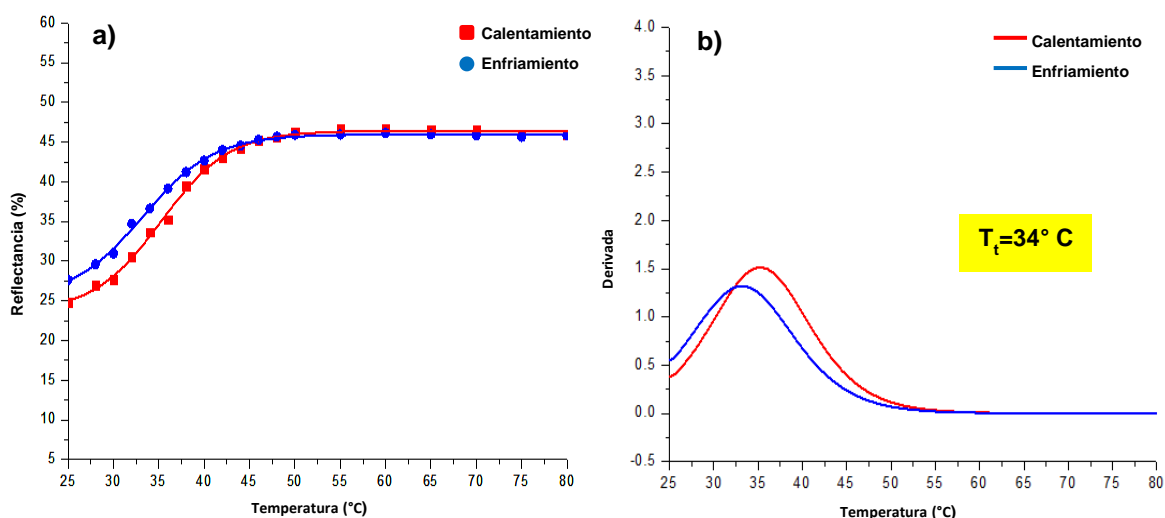 a)
Calentamiento
Enfriamiento
Reflectancia (%)
60
55
50
45
40
35
30
25
20
15
10
5
25 30 35 40 45 50 55 60 65 70 75 80
Temperatura (°C)
b)
Calentamiento
Enfriamiento
Tt=34° C
Derivada
4.0
3.5
3.0
2.5
2.0
1.5
1.0
0.5
0.0
-0.5
25 30 35 40 45 50 55 60 65 70 75 80
Temperatura (°C)